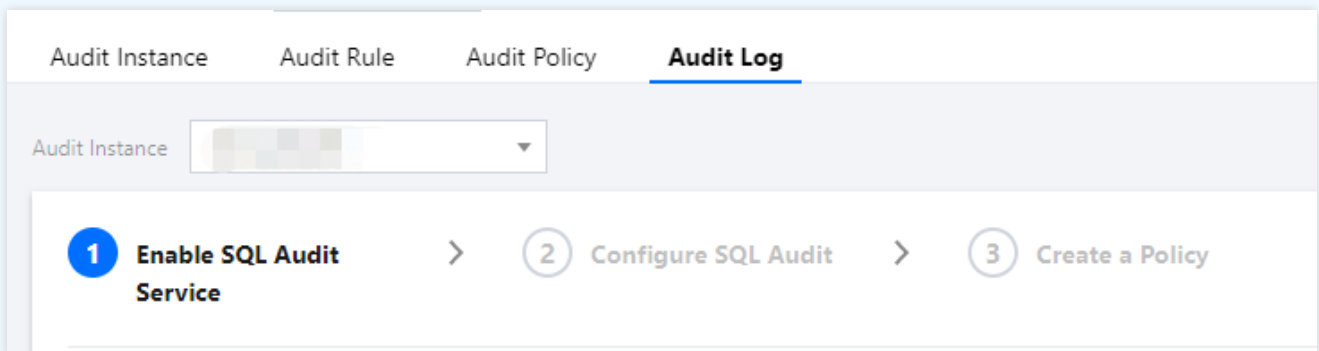 Audit Instance Audit Rule Audit Policy Audit Log
Audit Instance
1 Enable SQL Audit Service 2 Configure SQL Audit 3 Create a Policy